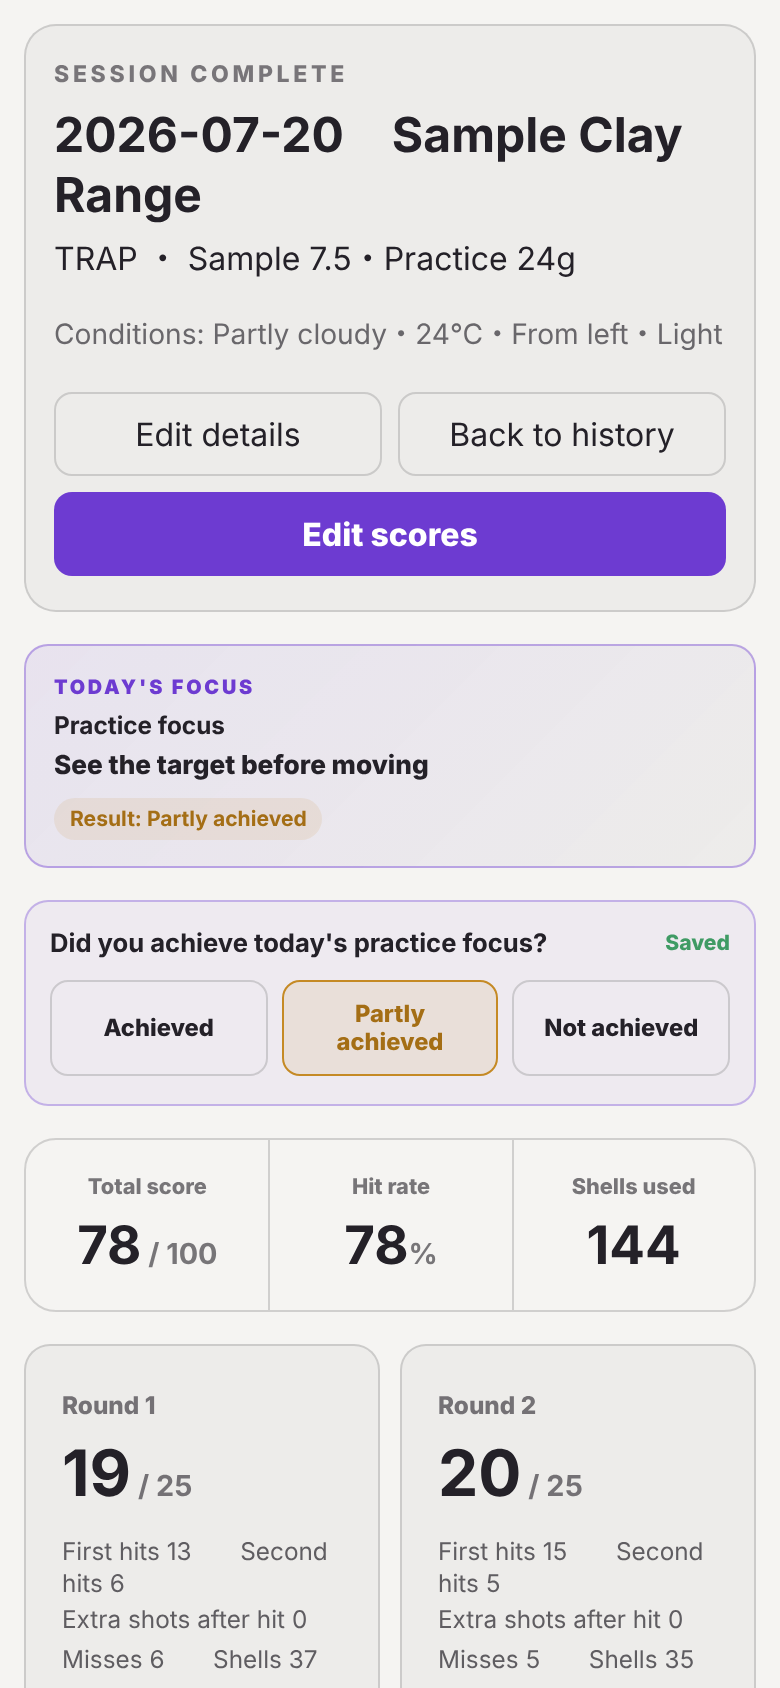 SESSION COMPLETE
2026-07-20 Sample Clay
Range
TRAP ・ Sample 7.5・Practice 24g
Conditions: Partly cloudy・24°C・From left・Light
Edit details
Back to history
Edit scores
TODAY'S FOCUS
Practice focus
See the target before moving
Result: Partly achieved
Did you achieve today's practice focus?
Saved
Achieved
Partly
achieved
Not achieved
Total score
78 / 100
Hit rate
78%
Shells used
144
Round 1
19 / 25
First hits 13 Second
hits 6
Extra shots after hit 0
Misses 6 Shells 37
Round 2
20 / 25
First hits 15 Second
hits 5
Extra shots after hit 0
Misses 5 Shells 35